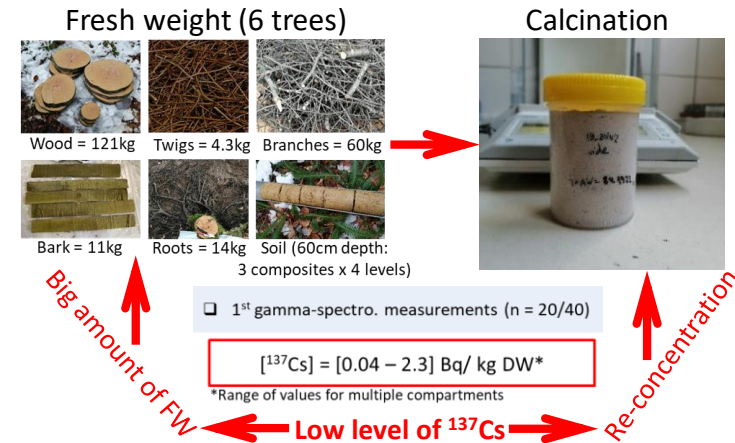 Fresh weight (6 trees)
Calcination
Wood = 121kg
Twigs = 4.3kg
Branches = 60kg
Bark = 11kg
Roots = 14kg
Soil (60cm depth:
3 composites x 4 levels)
Big amount of FW
❑ 1st gamma-spectro. measurements (n = 20/40)
[137Cs] = [0.04 – 2.3] Bq/ kg DW*
*Range of values for multiple compartments
Low level of 137Cs
Re-concentration